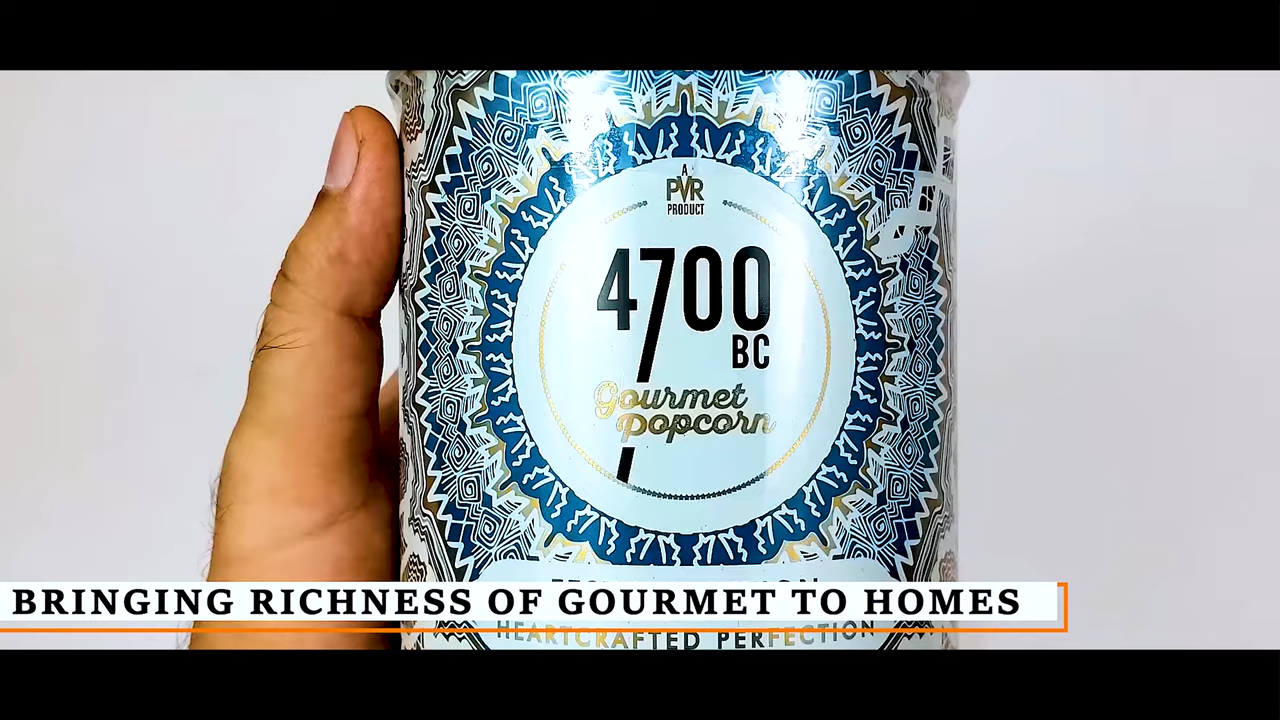 A
PVR
PRODUCT
4700
BC
Gourmet
Popcorn
BRINGING RICHNESS OF GOURMET TO HOMES
HEARTCRAFTED PERFECTION